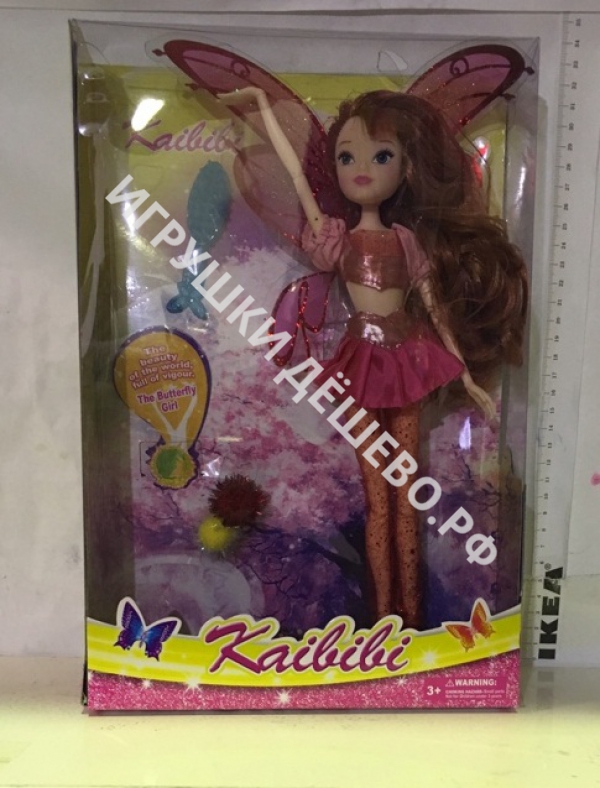 Kaibibi
ИГРУШКИ ДЁШЕВО.РФ
The
beauty
of the world,
full of vigour.
The Butterfly
Girl
Kaibibi
3+
WARNING:
IKEA